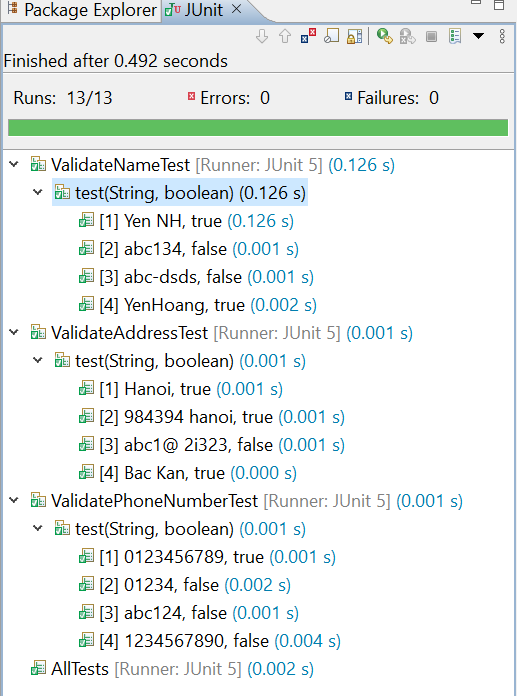 Package Explorer JUnit
Finished after 0.492 seconds
Runs: 13/13 Errors: 0 Failures: 0
ValidateNameTest [Runner: JUnit 5] (0.126 s)
test(String, boolean) (0.126 s)
[1] Yen NH, true (0.126 s)
[2] abc134, false (0.001 s)
[3] abc-dsds, false (0.001 s)
[4] YenHoang, true (0.002 s)
ValidateAddressTest [Runner: JUnit 5] (0.001 s)
test(String, boolean) (0.001 s)
[1] Hanoi, true (0.001 s)
[2] 984394 hanoi, true (0.001 s)
[3] abc1@ 2i323, false (0.001 s)
[4] Bac Kan, true (0.000 s)
ValidatePhoneNumberTest [Runner: JUnit 5] (0.001 s)
test(String, boolean) (0.001 s)
[1] 0123456789, true (0.001 s)
[2] 01234, false (0.002 s)
[3] abc124, false (0.001 s)
[4] 1234567890, false (0.004 s)
AllTests [Runner: JUnit 5] (0.002 s)